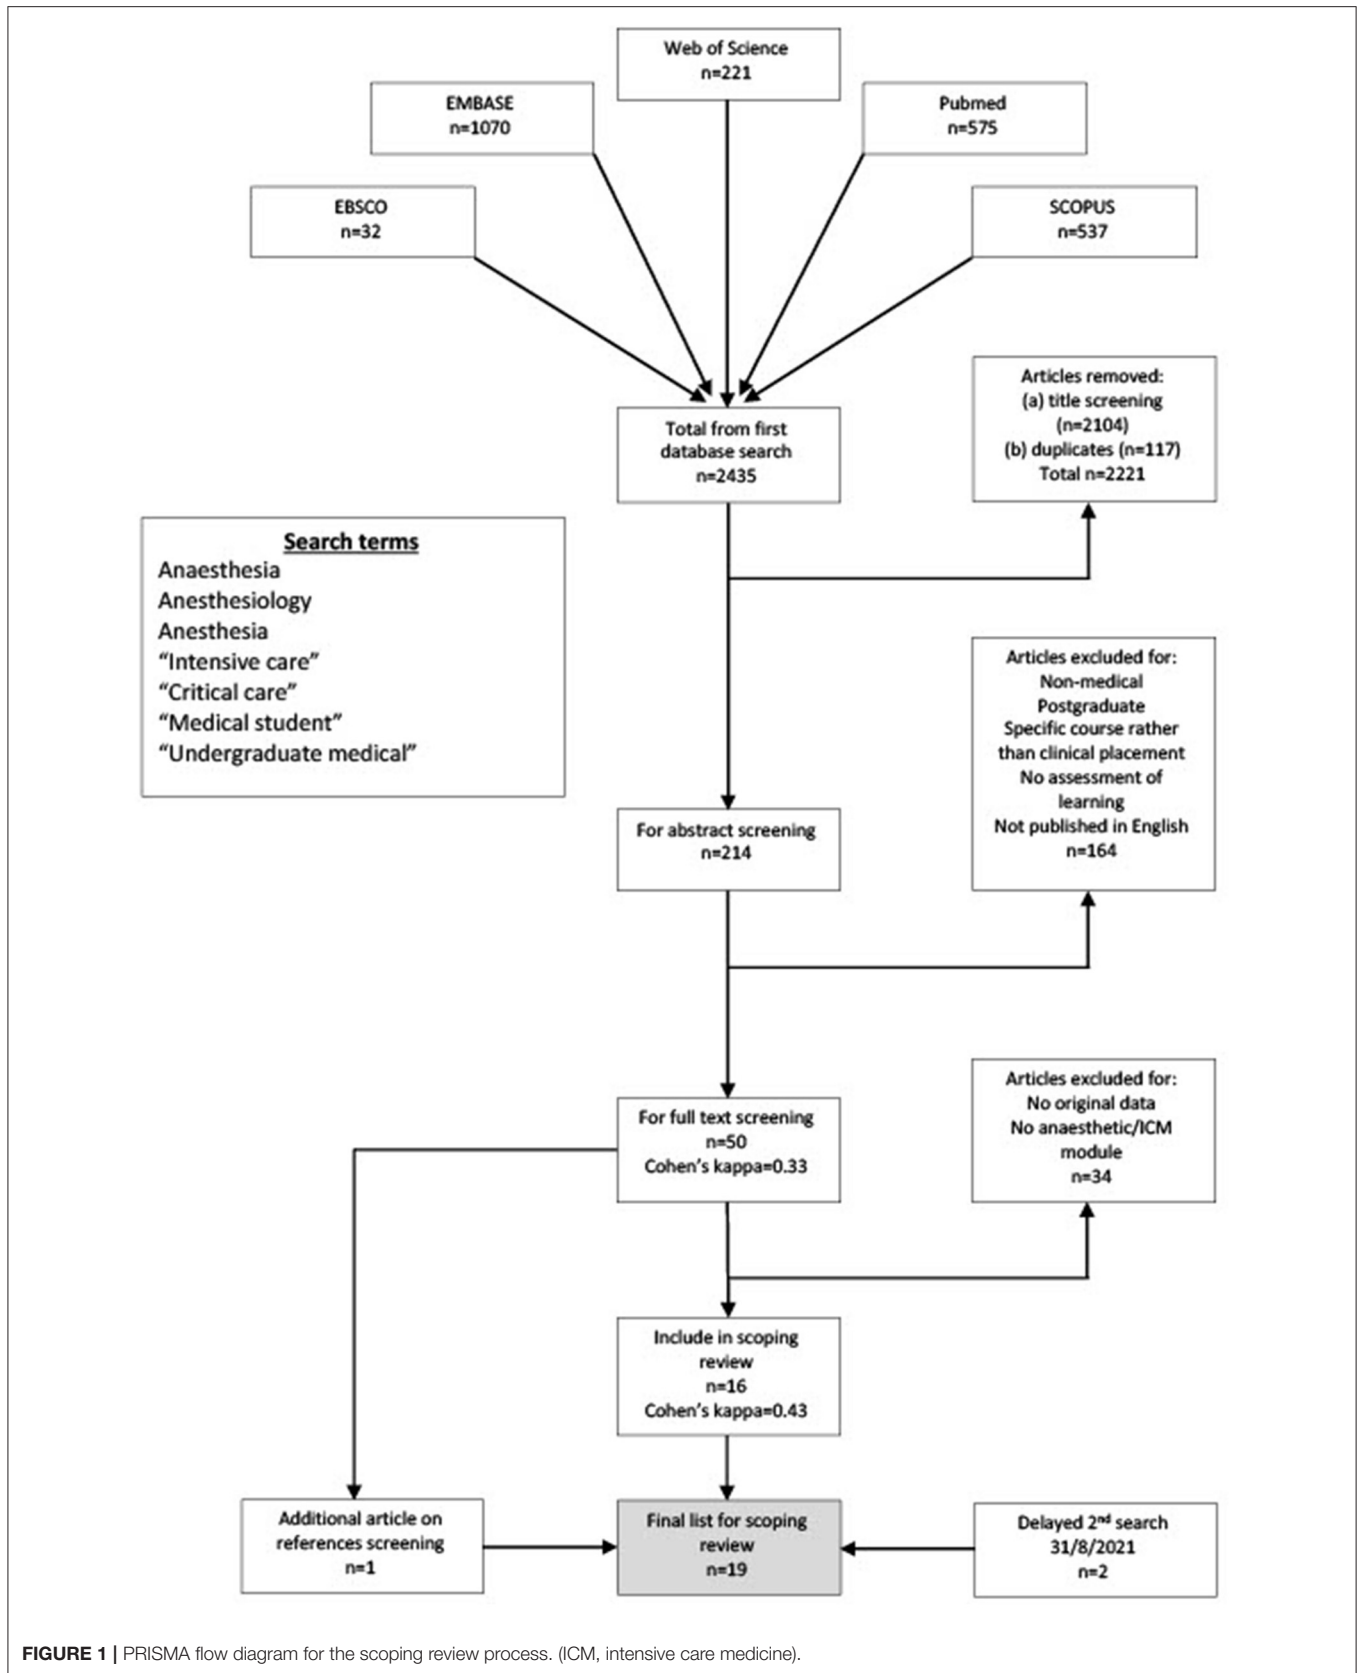 Web of Science
n=221
EMBASE
n=1070
Pubmed
n=575
EBSCO
n=32
SCOPUS
n=537
Total from first
database search
n=2435
Articles removed:
(a) title screening
(n=2104)
(b) duplicates (n=117)
Total n=2221
Search terms
Anaesthesia
Anesthesiology
Anesthesia
“Intensive care”
“Critical care”
“Medical student”
“Undergraduate medical”
Articles excluded for:
Non-medical
Postgraduate
Specific course rather
than clinical placement
No assessment of
learning
Not published in English
n=164
For abstract screening
n=214
For full text screening
n=50
Cohen’s kappa=0.33
Articles excluded for:
No original data
No anaesthetic/ICM
module
n=34
Include in scoping
review
n=16
Cohen’s kappa=0.43
Additional article on
references screening
n=1
Final list for scoping
review
n=19
Delayed 2nd search
31/8/2021
n=2
FIGURE 1 | PRISMA flow diagram for the scoping review process. (ICM, intensive care medicine).